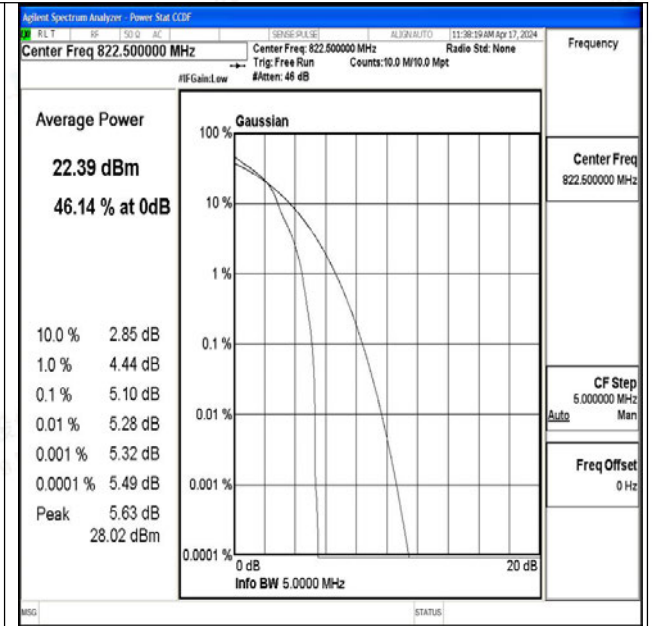 Agilent Spectrum Analyzer - Power Stat CCDF
RLT RF 50 Ω AC SENSE:PULSE ALIGN AUTO 11:38:19 AM Apr 17, 2024
Center Freq 822.500000 MHz
Center Freq: 822.500000 MHz Radio Std: None
Trig: Free Run Counts:10.0 M/10.0 Mpt
#IFGain:Low #Atten: 46 dB
Frequency
Average Power
22.39 dBm
46.14 % at 0dB
10.0 % 2.85 dB
1.0 % 4.44 dB
0.1 % 5.10 dB
0.01 % 5.28 dB
0.001 % 5.32 dB
0.0001 % 5.49 dB
Peak 5.63 dB
28.02 dBm
Gaussian
100 %
10 %
1 %
0.1 %
0.01 %
0.001 %
0.0001 %
0 dB 20 dB
Info BW 5.0000 MHz
Center Freq
822.500000 MHz
CF Step
5.000000 MHz
Auto Man
Freq Offset
0 Hz
MSG STATUS